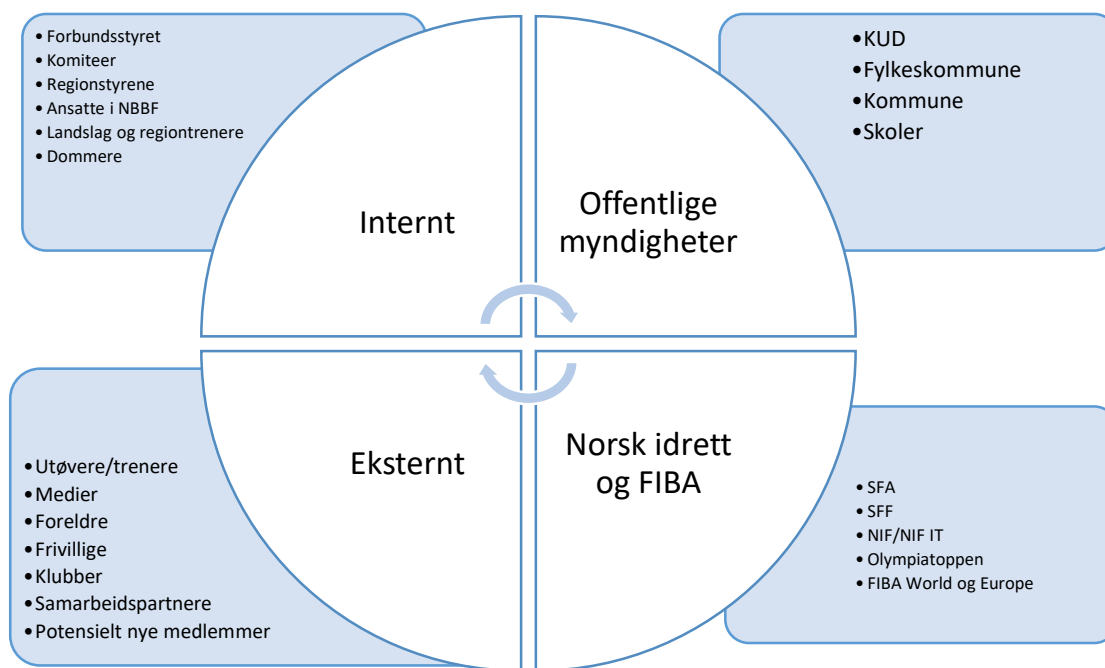 • Forbundsstyret
• Komiteer
• Regionstyrene
• Ansatte i NBBF
• Landslag og regiontrenere
• Dommere
Internt
•KUD
•Fylkeskommune
•Kommune
•Skoler
Offentlige
myndigheter
•Utøvere/trenere
•Medier
•Foreldre
•Frivillige
•Klubber
•Samarbeidspartnere
•Potensielt nye medlemmer
Eksternt
Norsk idrett
og FIBA
• SFA
• SFF
• NIF/NIF IT
• Olympiatoppen
• FIBA World og Europe